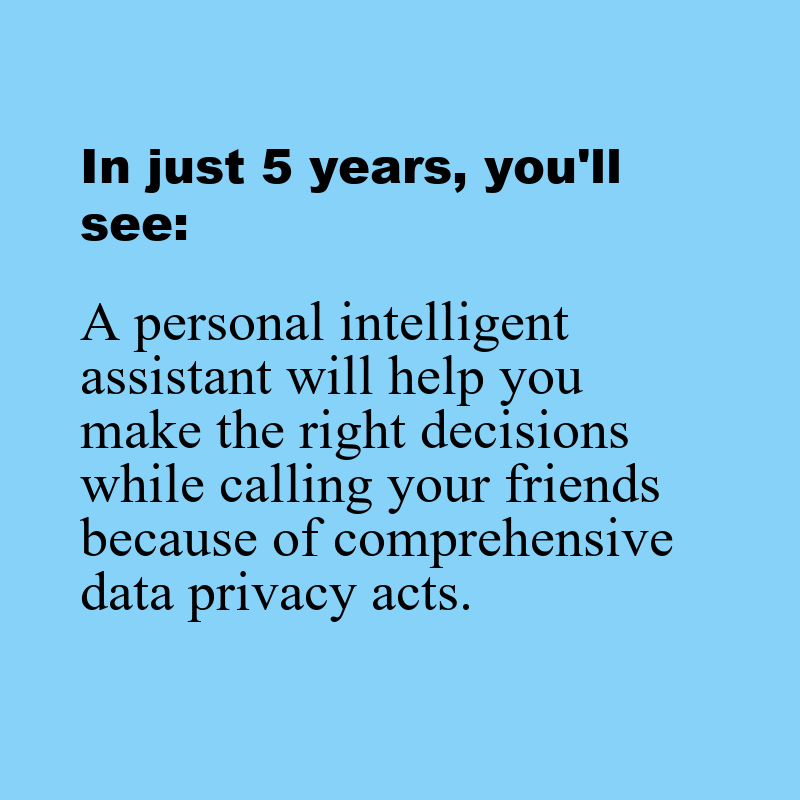 In just 5 years, you'll
see:
A personal intelligent
assistant will help you
make the right decisions
while calling your friends
because of comprehensive
data privacy acts.